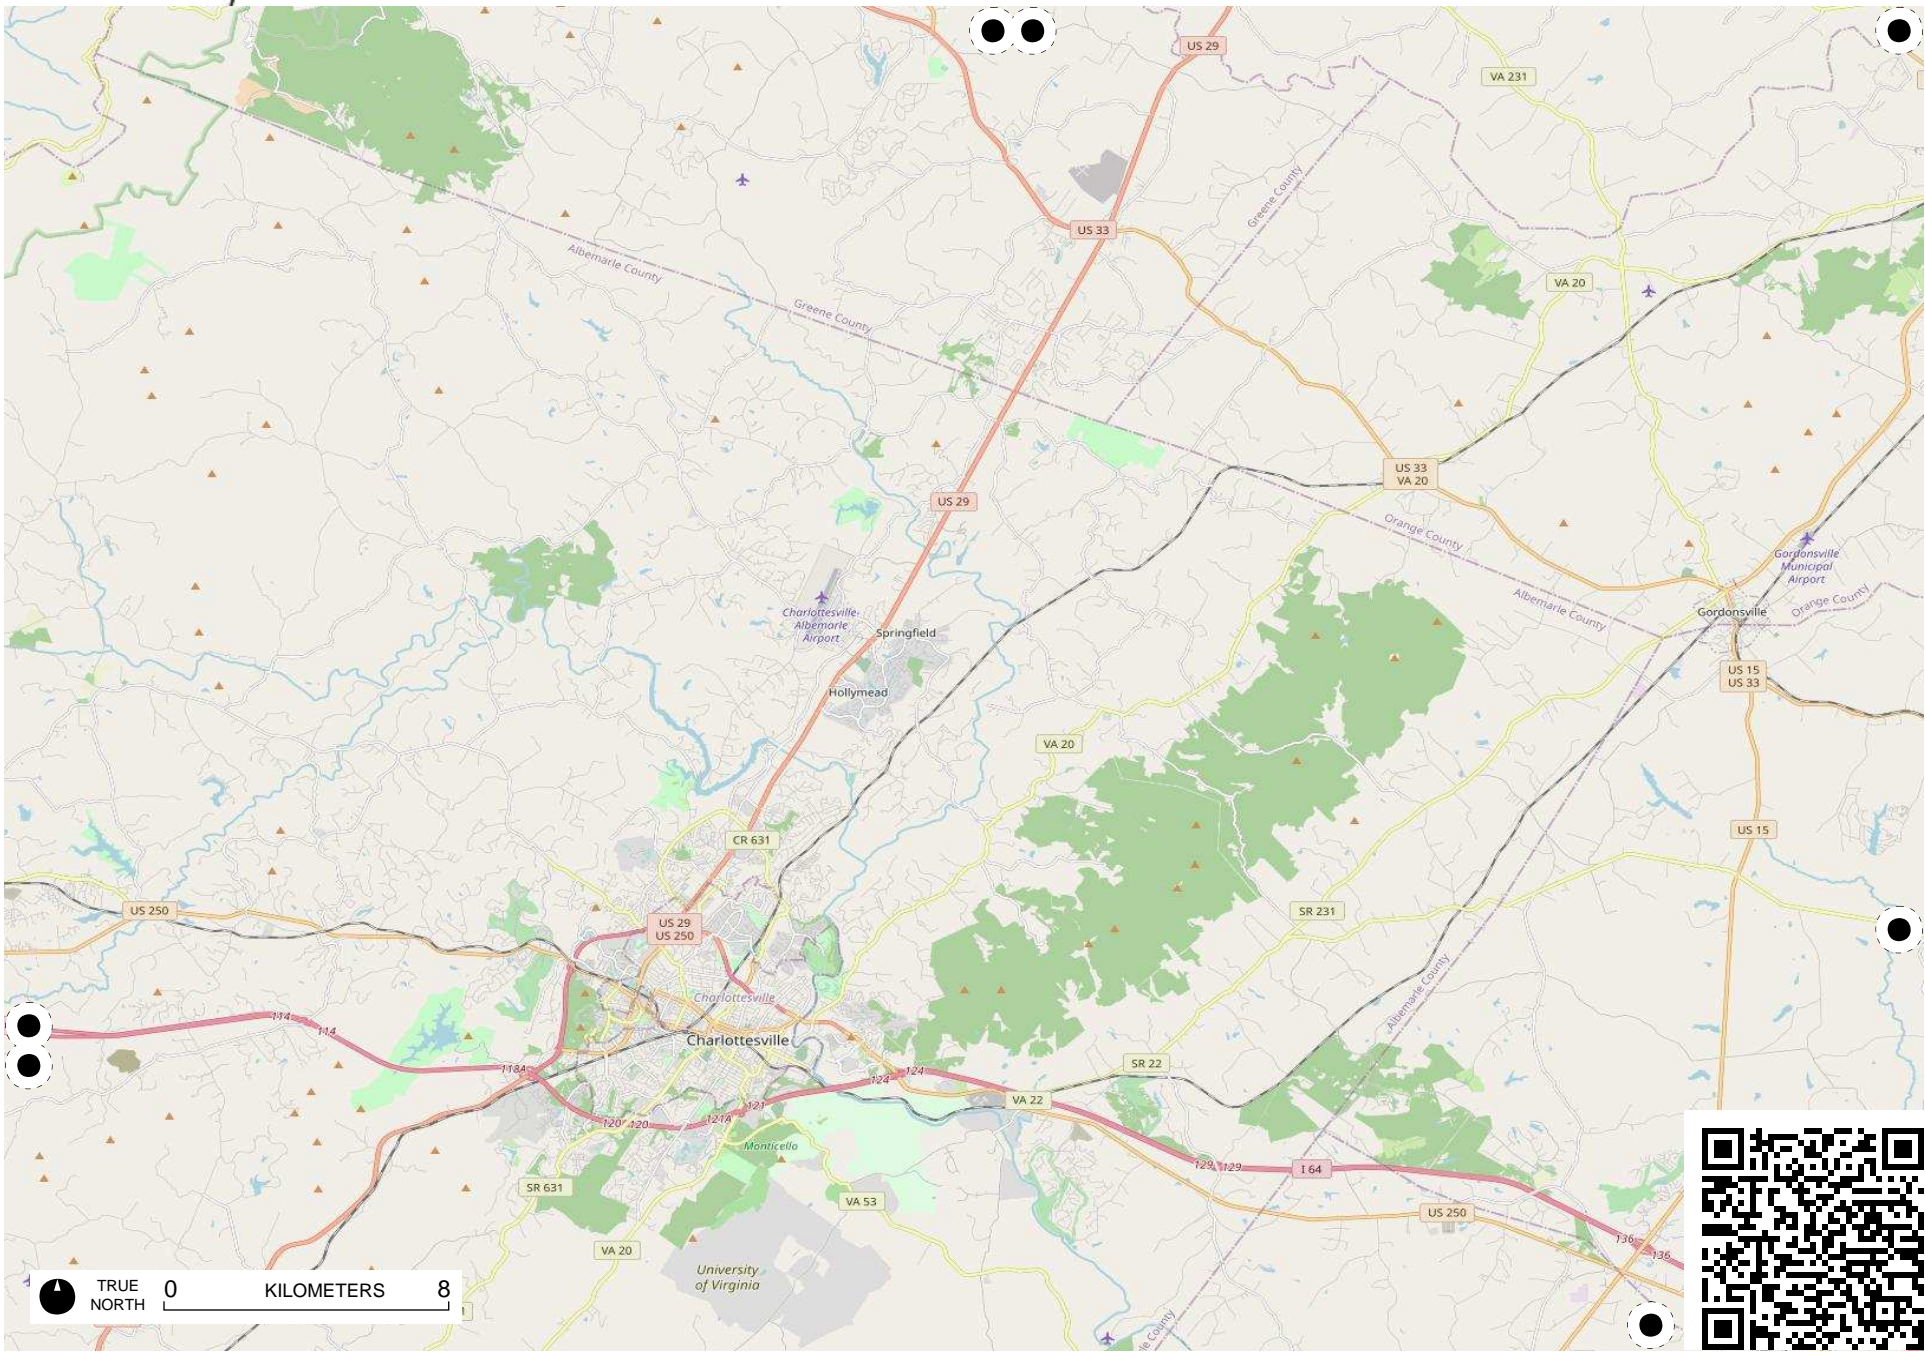 US 29
VA 231
US 33
Greene County
Albemarle County
VA 20
Greene County
US 33
VA 20
US 29
Orange County
Gordonsville
Municipal
Airport
Charlottesville-
Albemarle
Airport
Albemarle County
Orange County
Gordonsville
Springfield
US 15
US 33
Hollymead
VA 20
US 15
CR 631
US 250
SR 231
US 29
US 250
Albemarle County
Charlottesville
114
114
Charlottesville
118A
SR 22
124
124
VA 22
121
120
120
121A
Monticello
129
129
I 64
SR 631
VA 53
US 250
VA 20
136
136
University
of Virginia
TRUE
NORTH
0
KILOMETERS
8